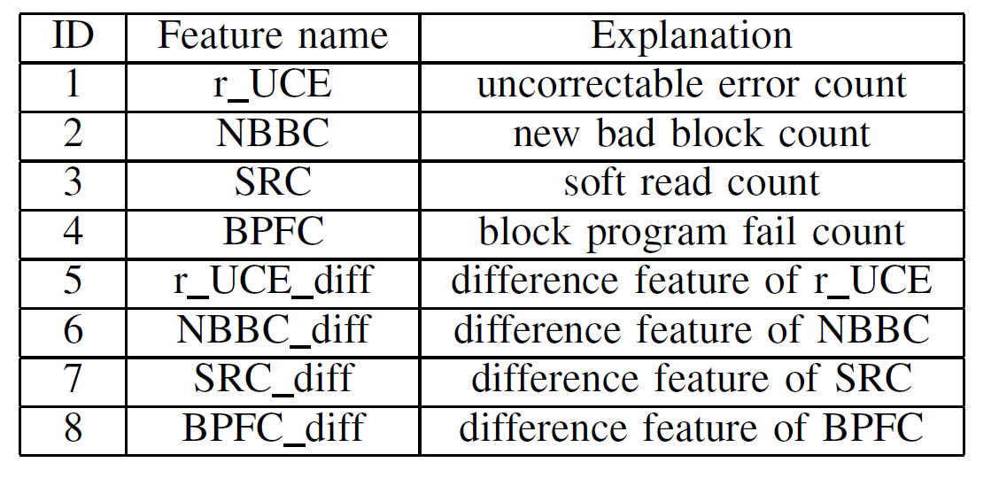 ID Feature name Explanation
1 r_UCE uncorrectable error count
2 NBBC new bad block count
3 SRC soft read count
4 BPFC block program fail count
5 r_UCE_diff difference feature of r_UCE
6 NBBC_diff difference feature of NBBC
7 SRC_diff difference feature of SRC
8 BPFC_diff difference feature of BPFC